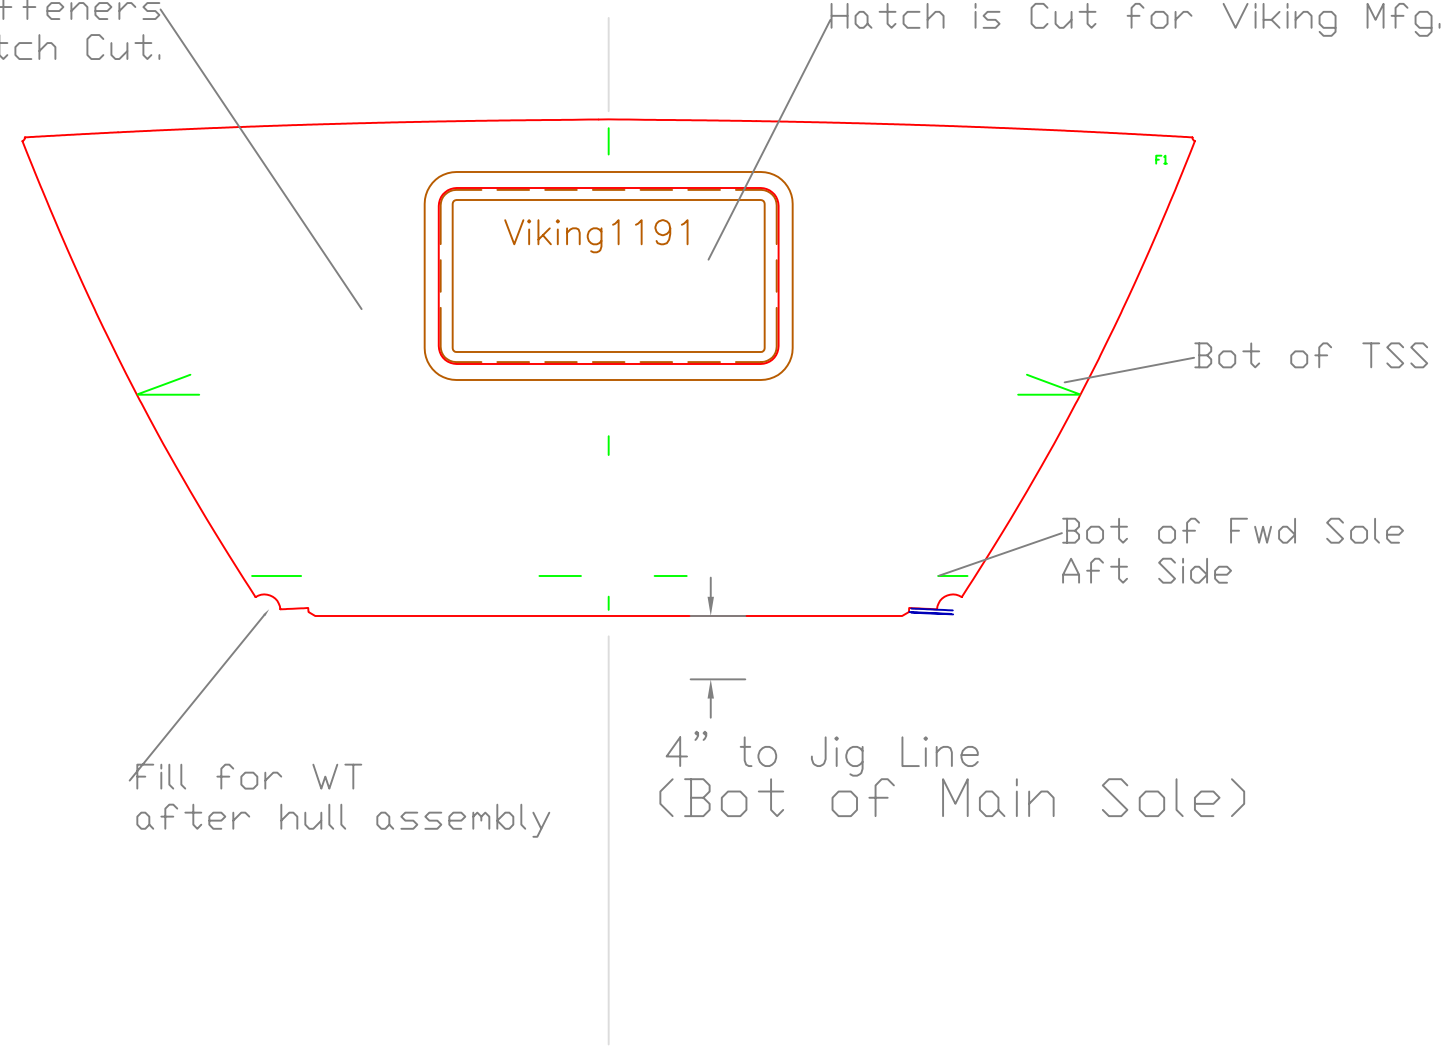 tch Cut.
Hatch is Cut for Viking Mfg.
F1
Viking1191
Bot of TSS
Bot of Fwd Sole
Aft Side
4” to Jig Line
(Bot of Main Sole)
Fill for WT
after hull assembly